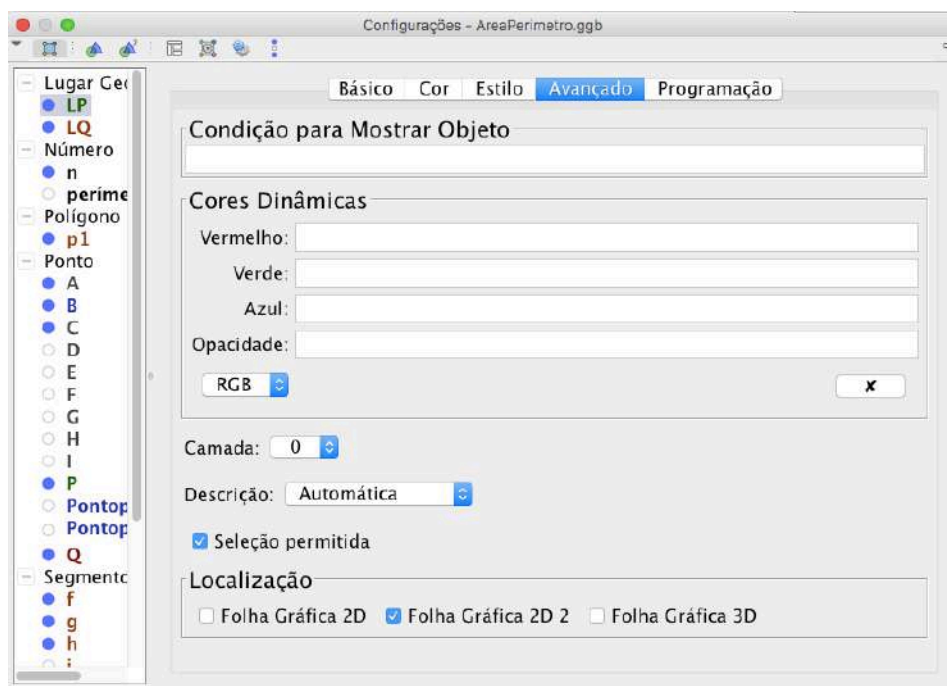 Configurações - AreaPerimetro.ggb
Lugar Geo
LP
LQ
Número
n
períme
Polígono
p1
Ponto
A
B
C
D
E
F
G
H
I
P
Pontop
Pontop
Q
Segmento
f
g
h
i
Básico Cor Estilo Avançado Programação
Condição para Mostrar Objeto
Cores Dinâmicas
Vermelho:
Verde:
Azul:
Opacidade:
RGB
Camada: 0
Descrição: Automática
Seleção permitida
Localização
Folha Gráfica 2D Folha Gráfica 2D 2 Folha Gráfica 3D